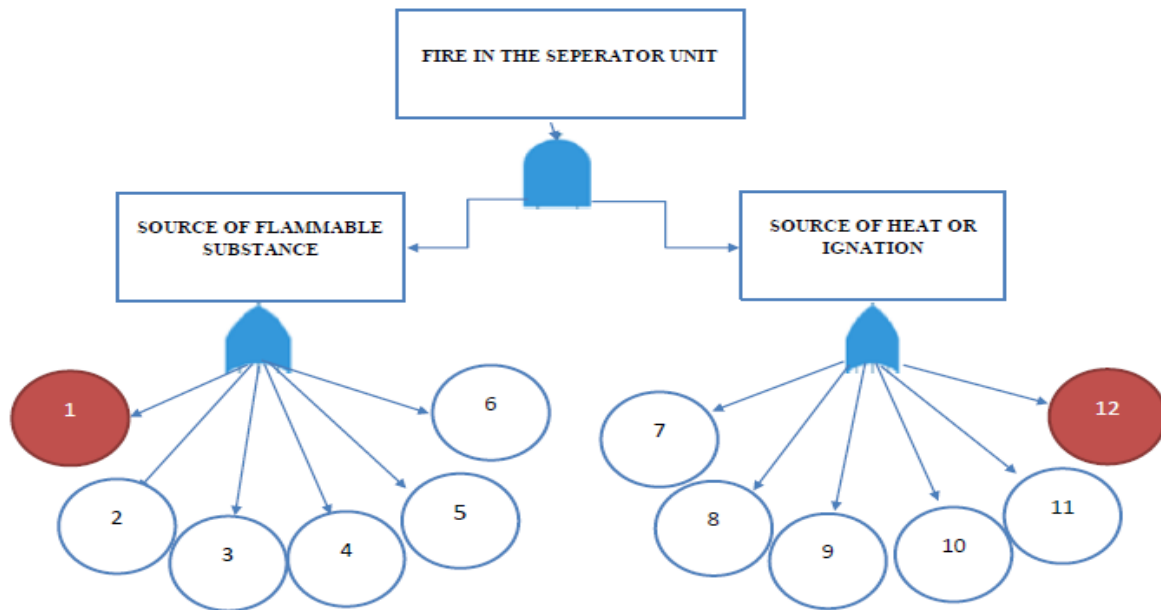 FIRE IN THE SEPERATOR UNIT
SOURCE OF FLAMMABLE
SUBSTANCE
SOURCE OF HEAT OR
IGNATION
1
2
3
4
5
6
7
8
9
10
11
12